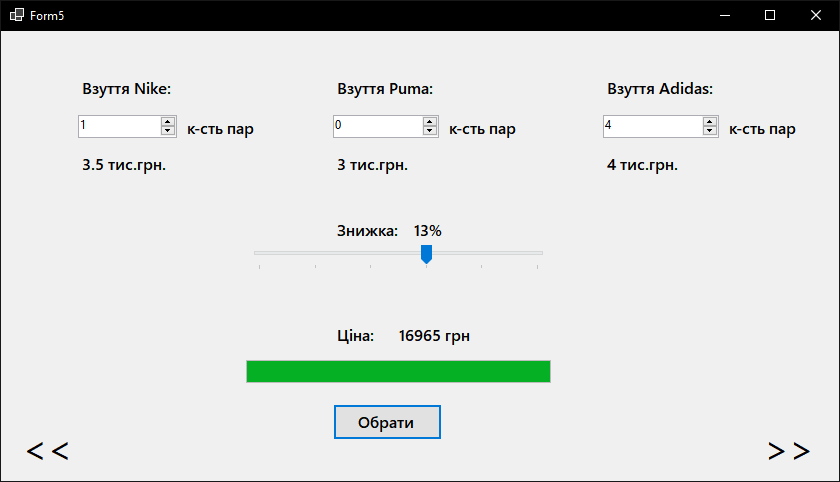 Form5
Взуття Nike:
Взуття Puma:
Взуття Adidas:
1
к-сть пар
0
к-сть пар
4
к-сть пар
3.5 тис.грн.
3 тис.грн.
4 тис.грн.
Знижка: 13%
Ціна: 16965 грн
Обрати
<<
>>